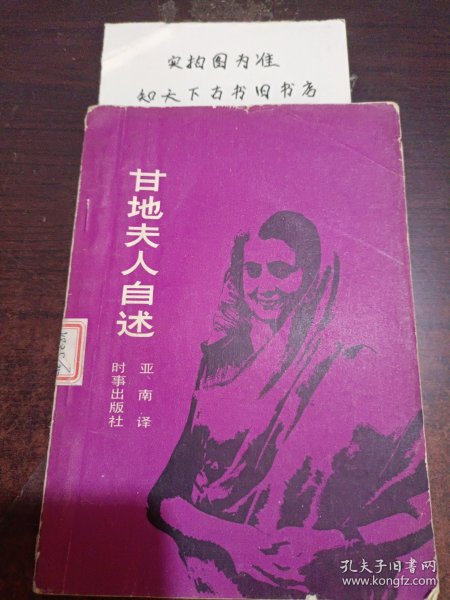 实拍图为准
知天下古书旧书店
甘地夫人自述
亚南译
时事出版社
孔夫子旧书网
www.kongfz.com